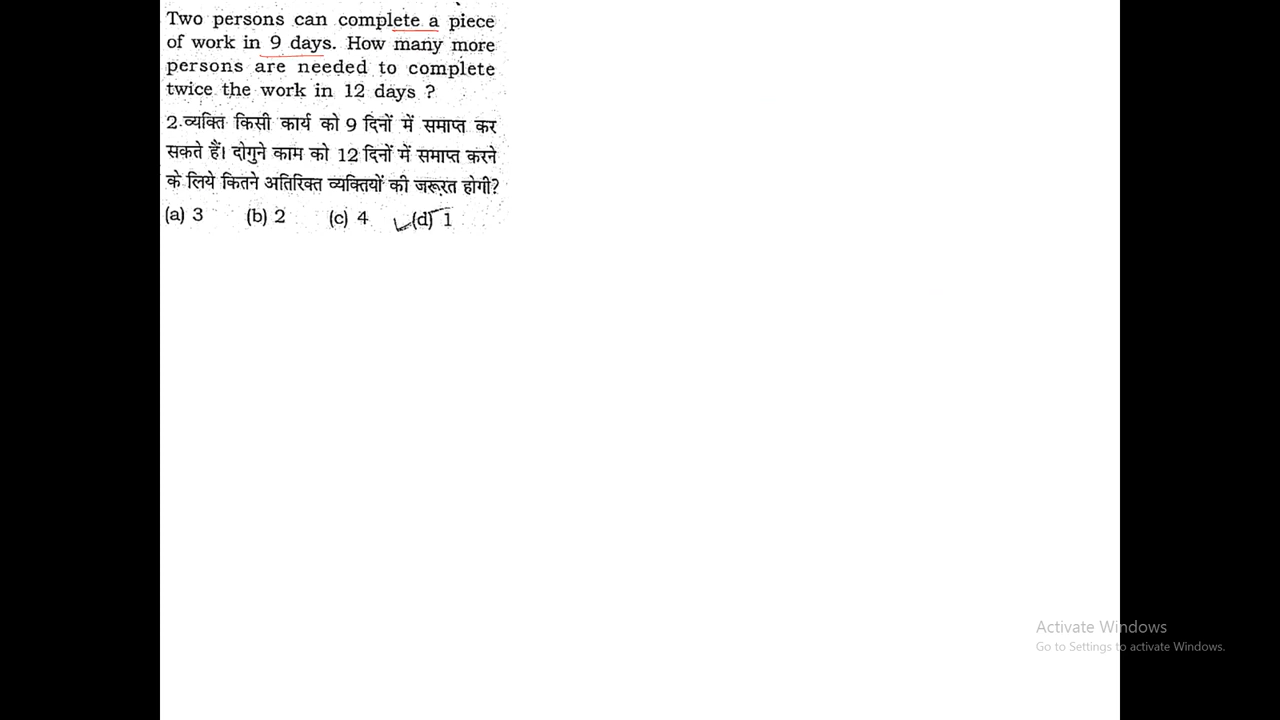 Two persons can complete a piece
of work in 9 days. How many more
persons are needed to complete
twice the work in 12 days ?
2.व्यक्ति किसी कार्य को 9 दिनों में समाप्त कर
सकते हैं। दोगुने काम को 12 दिनों में समाप्त करने
के लिये कितने अतिरिक्त व्यक्तियों की जरूरत होगी?
(a) 3 (b) 2 (c) 4 (d) 1
Activate Windows
Go to Settings to activate Windows.